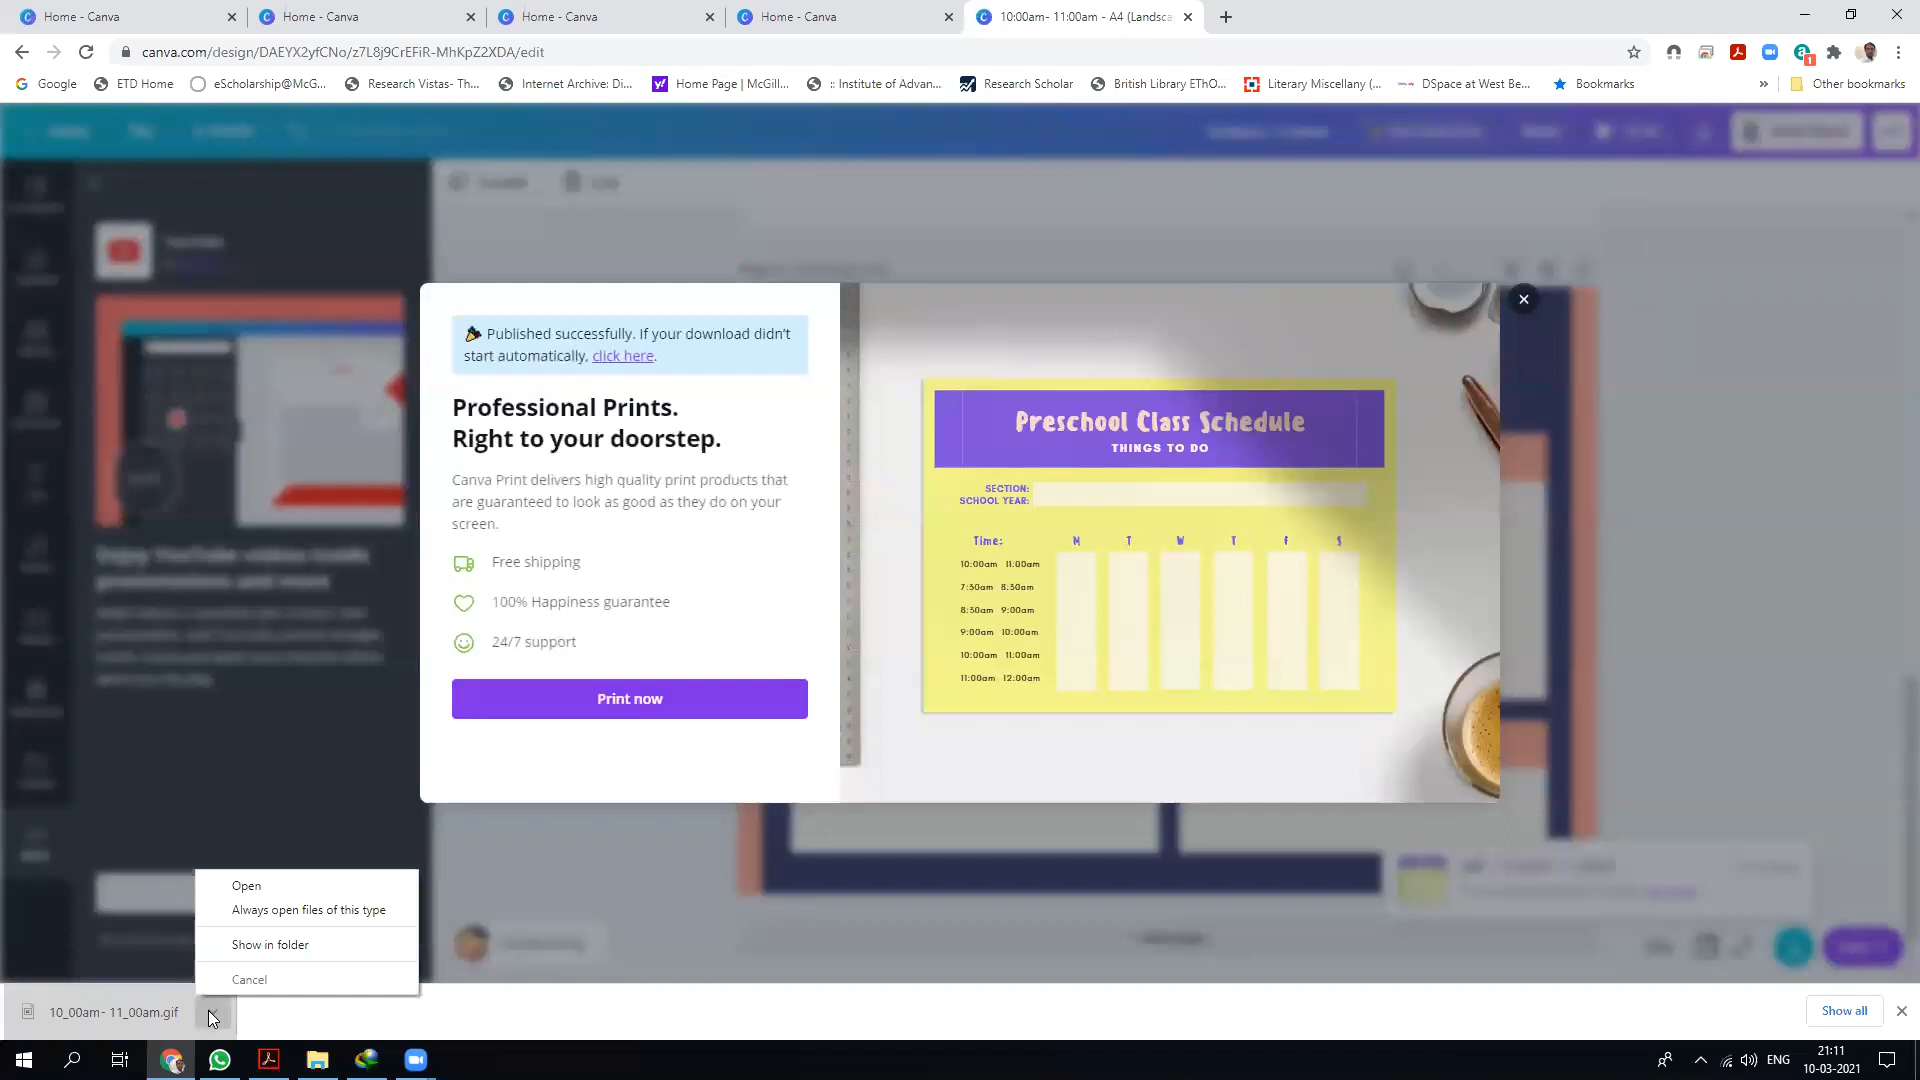 Home - Canva
Home - Canva
Home - Canva
Home - Canva
10:00am- 11:00am - A4 (Landsca
canva.com/design/DAEYX2yfCNo/z7L8j9CrEFiR-MhKpZ2XDA/edit
1
Google
ETD Home
eScholarship@McG...
Research Vistas- Th...
Internet Archive: Di...
Home Page | McGill...
:: Institute of Advan...
Research Scholar
British Library EThO...
Literary Miscellany (...
DSpace at West Be...
Bookmarks
Other bookmarks
Published successfully. If your download didn't
start automatically, click here.
Professional Prints.
Right to your doorstep.
Canva Print delivers high quality print products that
are guaranteed to look as good as they do on your
screen.
Free shipping
100% Happiness guarantee
24/7 support
Print now
Preschool Class Schedule
THINGS TO DO
SECTION:
SCHOOL YEAR:
Time: M T W T F S
10:00am 11:00am
7:30am 8:30am
8:30am 9:00am
9:00am 10:00am
10:00am 11:00am
11:00am 12:00am
Open
Always open files of this type
Show in folder
Cancel
10_00am- 11_00am.gif
Show all
ENG
21:11
10-03-2021